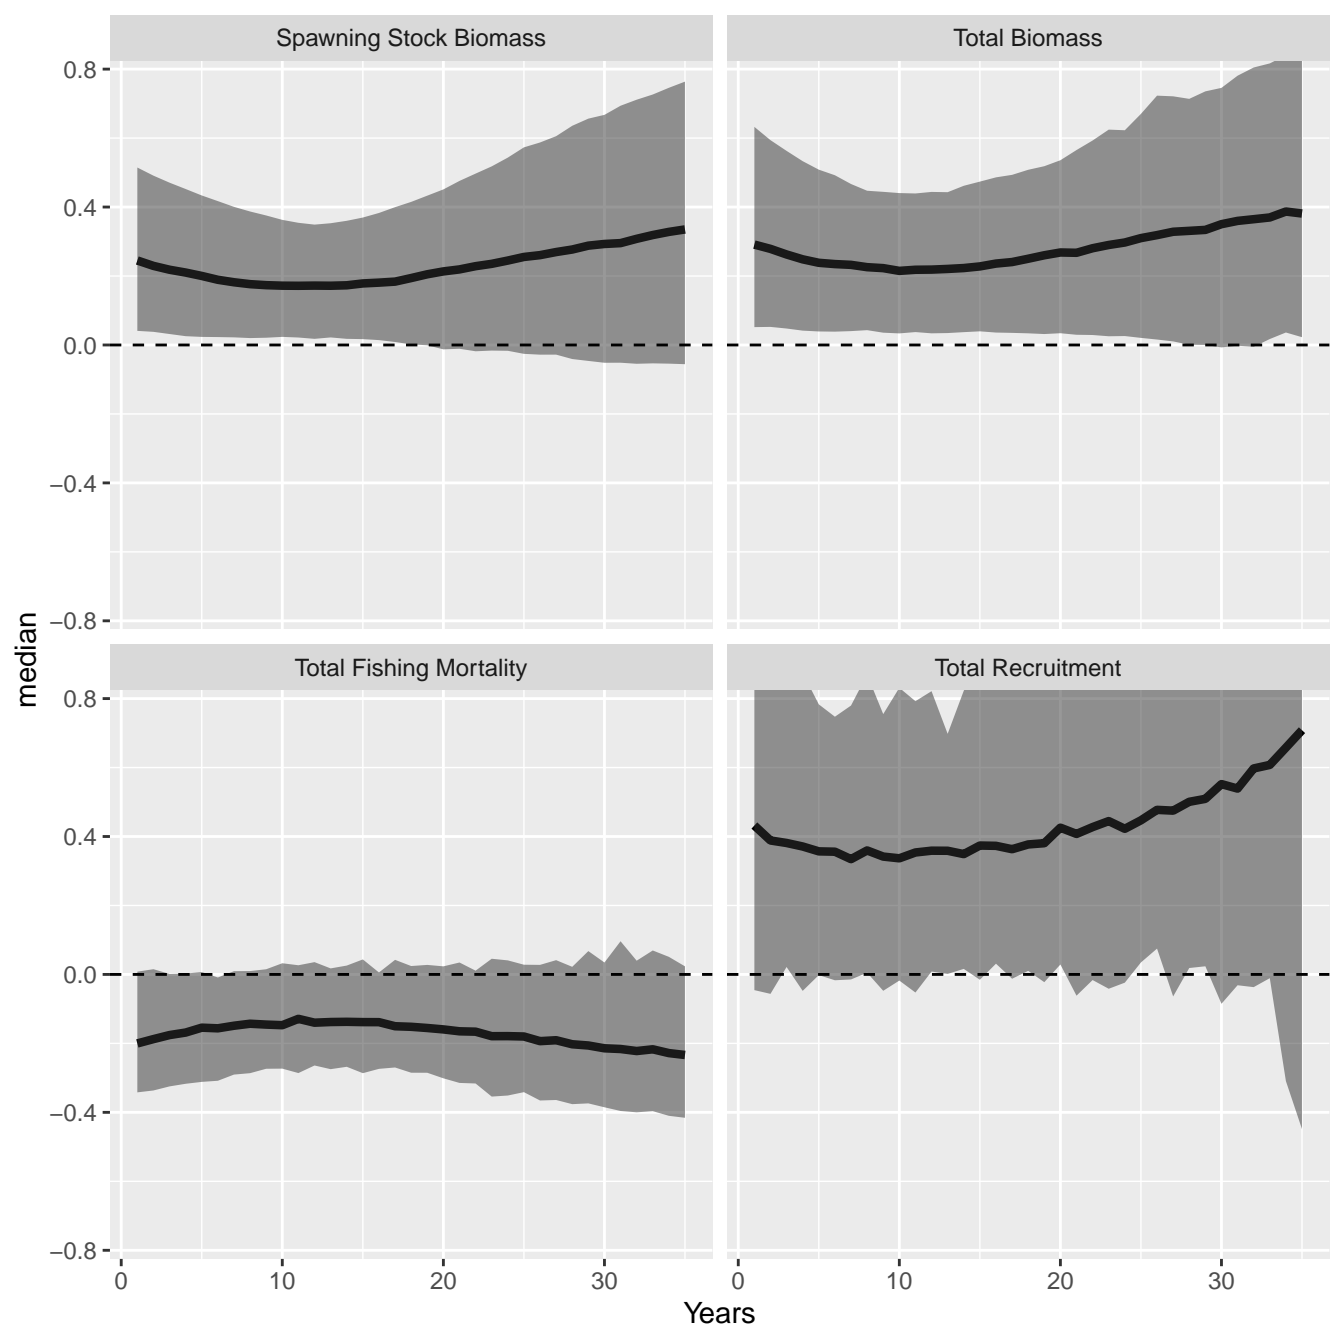 Spawning Stock Biomass
Total Biomass
0.8
0.4
0.0
−0.4
−0.8
Total Fishing Mortality
Total Recruitment
0.8
0.4
0.0
−0.4
−0.8
0 10 20 30
0 10 20 30
Years
median